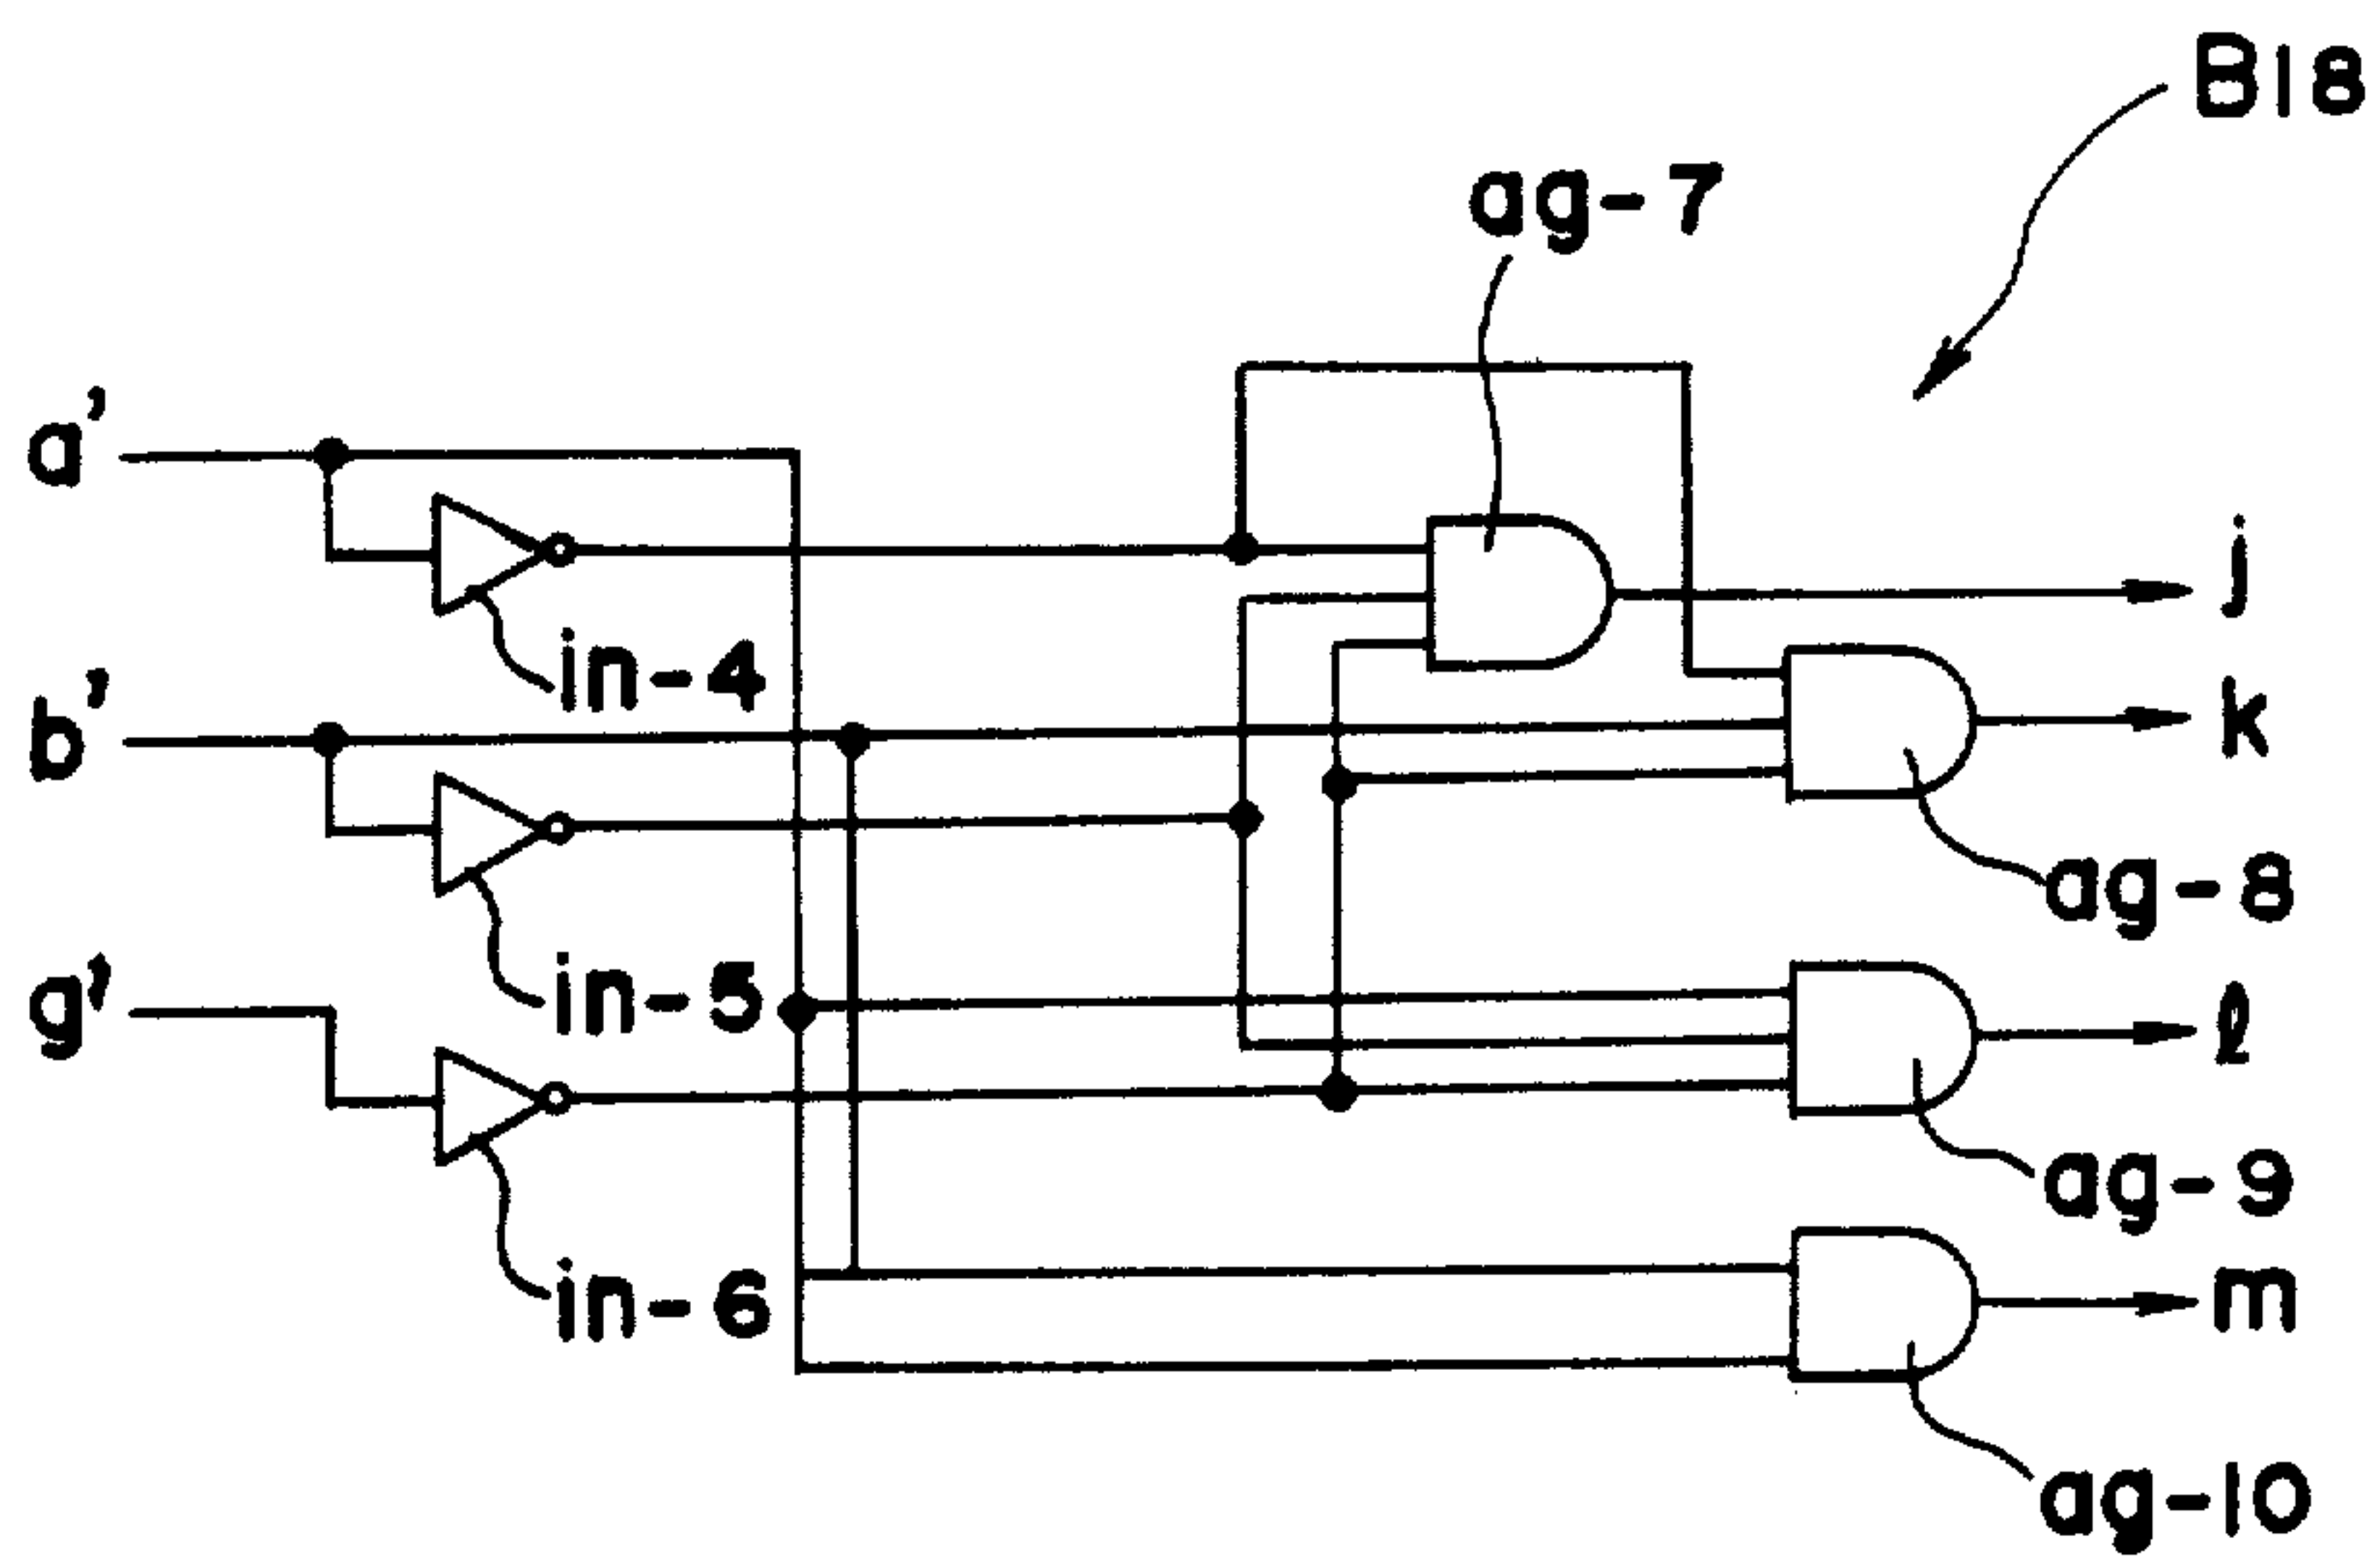 B18
ag-7
a'
j
in-4
k
b'
ag-8
in-5
g'
ℓ
ag-9
in-6
m
ag-10